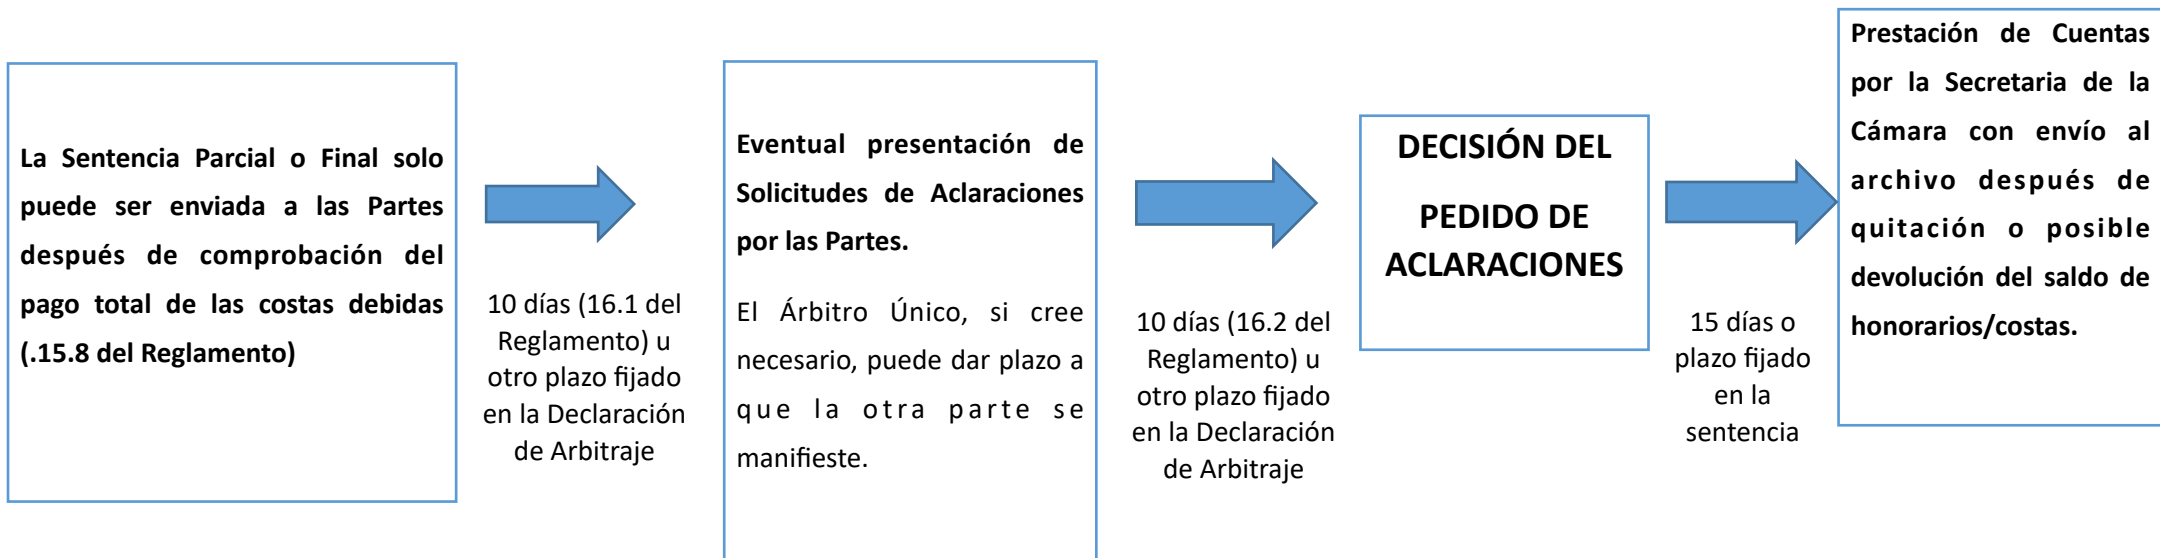 La Sentencia Parcial o Final solo
puede ser enviada a las Partes
después de comprobación del
pago total de las costas debidas
(.15.8 del Reglamento)
10 días (16.1 del
Reglamento) u
otro plazo fijado
en la Declaración
de Arbitraje
Eventual presentación de
Solicitudes de Aclaraciones
por las Partes.
El Árbitro Único, si cree
necesario, puede dar plazo a
que la otra parte se
manifieste.
10 días (16.2 del
Reglamento) u
otro plazo fijado
en la Declaración
de Arbitraje
DECISIÓN DEL
PEDIDO DE
ACLARACIONES
15 días o
plazo fijado
en la
sentencia
Prestación de Cuentas
por la Secretaria de la
Cámara con envío al
archivo después de
quitación o posible
devolución del saldo de
honorarios/costas.